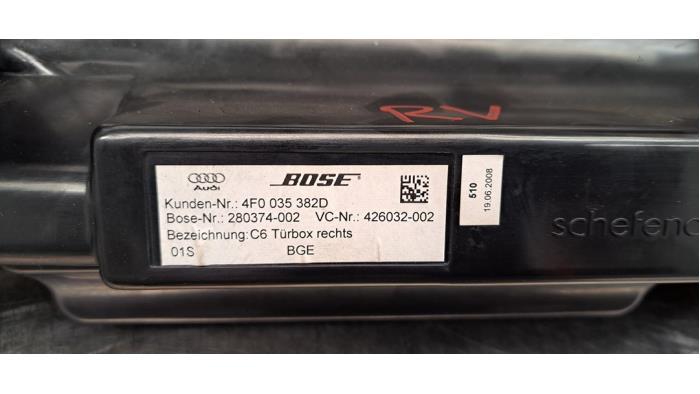 RV
Audi BOSE
Kunden-Nr.: 4F0 035 382D
Bose-Nr.: 280374-002 VC-Nr.: 426032-002
Bezeichnung: C6 Türbox rechts
01S BGE
510
19.06.2008
schefenc